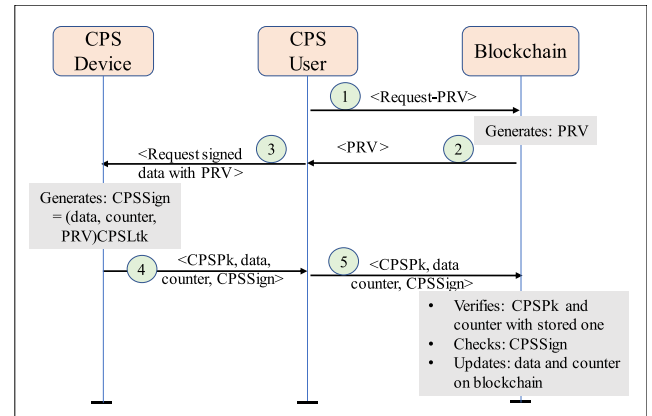 CPS
Device
CPS
User
Blockchain
1
<Request-PRV>
Generates: PRV
3
<Request signed
data with PRV>
<PRV>
2
Generates: CPSSign
= (data, counter,
PRV)CPSLtk
4
<CPSPk, data,
counter, CPSSign>
5
<CPSPk, data
counter, CPSSign>
• Verifies: CPSPk and
counter with stored one
• Checks: CPSSign
• Updates: data and counter
on blockchain